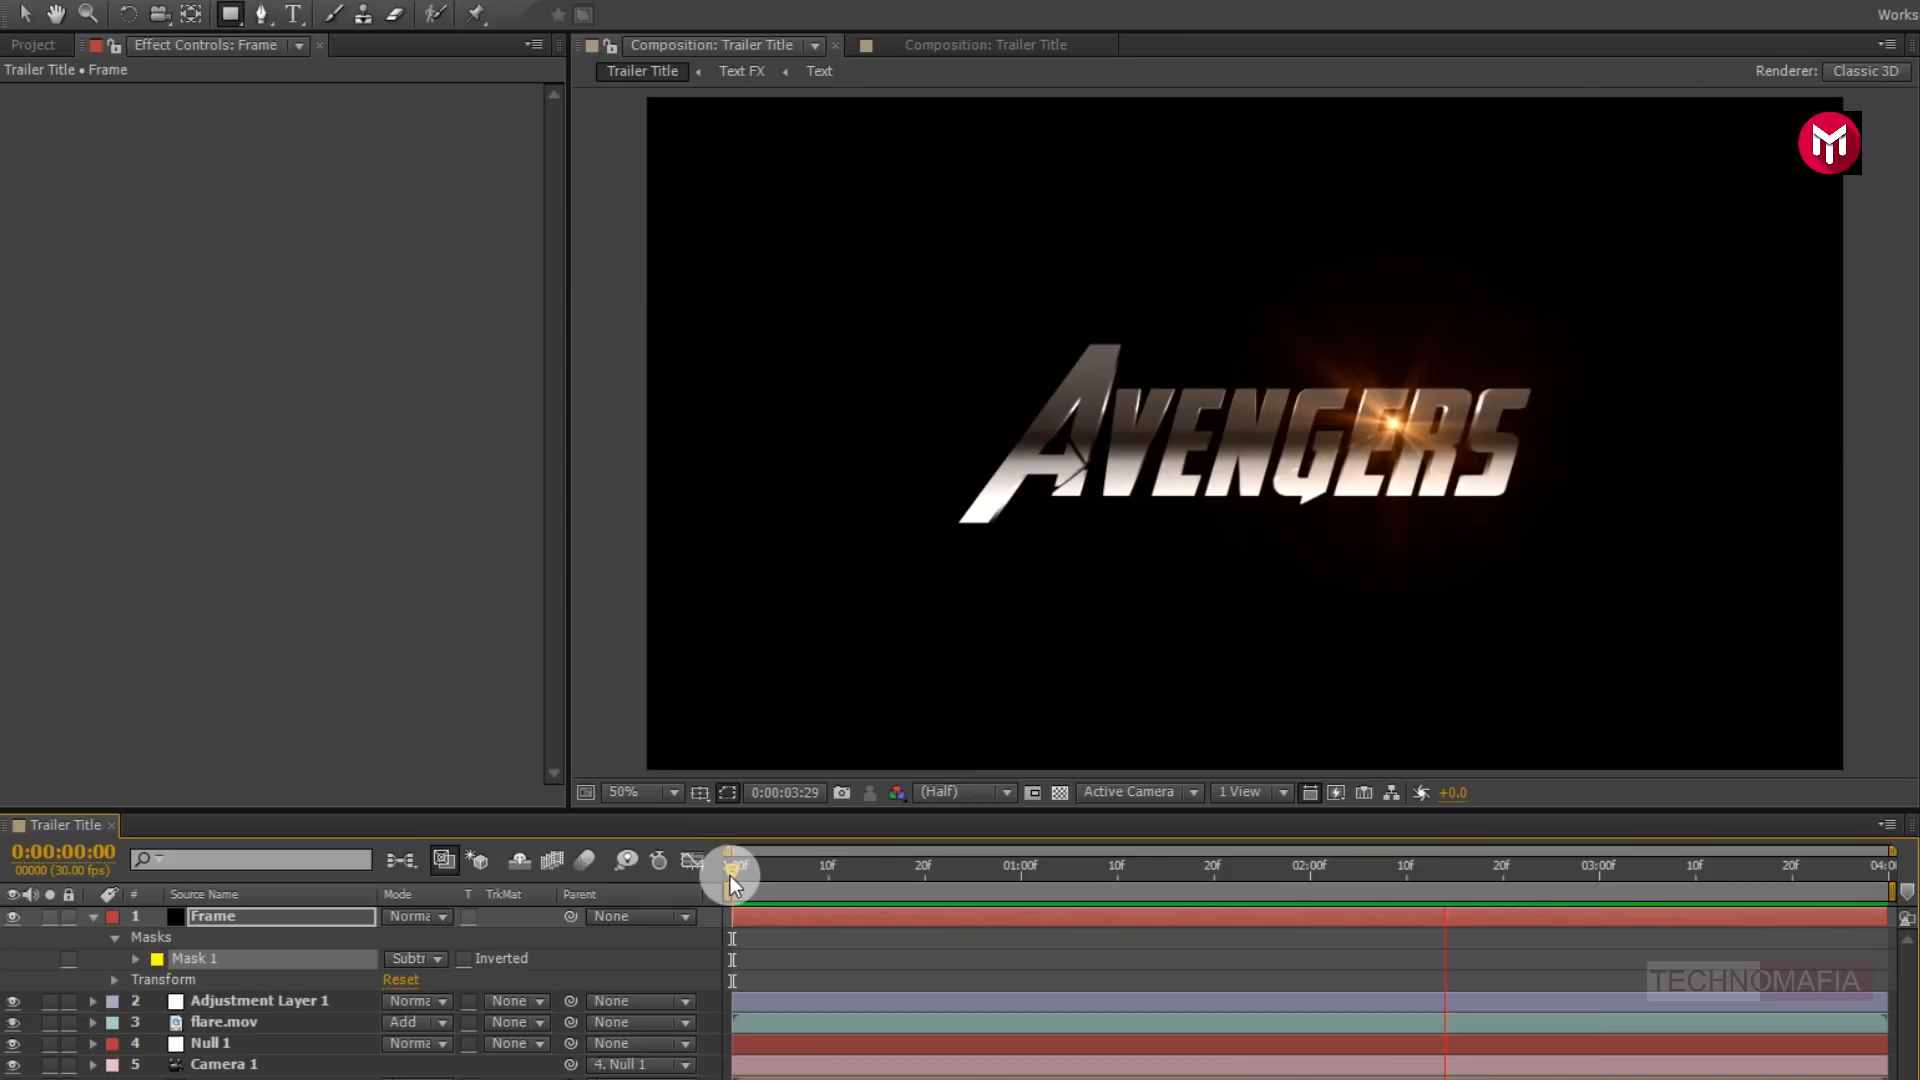 Works
Project
Effect Controls: Frame
Composition: Trailer Title
Composition: Trailer Title
Trailer Title • Frame
Trailer Title
Text FX
Text
Renderer:
Classic 3D
AVENGERS
50%
0:00:03:29
(Half)
Active Camera
1 View
+0.0
Trailer Title
0:00:00:00
00000 (30.00 fps)
10f
20f
01:00f
10f
20f
02:00f
10f
20f
03:00f
10f
20f
04:00
#
Source Name
Mode
T
TrkMat
Parent
1
Frame
Norma
None
Masks
Mask 1
Subtr
Inverted
Transform
Reset
TECHNOMAFIA
2
Adjustment Layer 1
Norma
None
None
3
flare.mov
Add
None
None
4
Null 1
Norma
None
None
5
Camera 1
4. Null 1